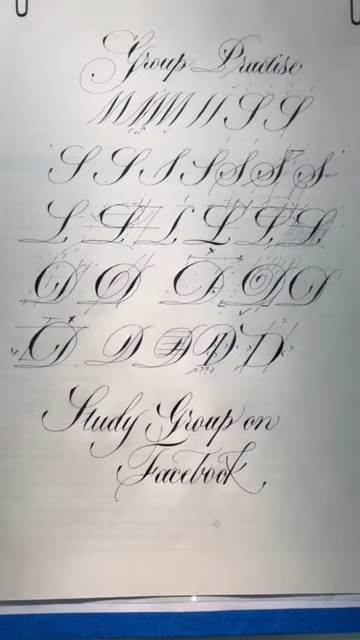 Group Practise
S S
S S S S S S S
L L L L L L
D D D D D
D D D D D
Study Group on
Facebook,